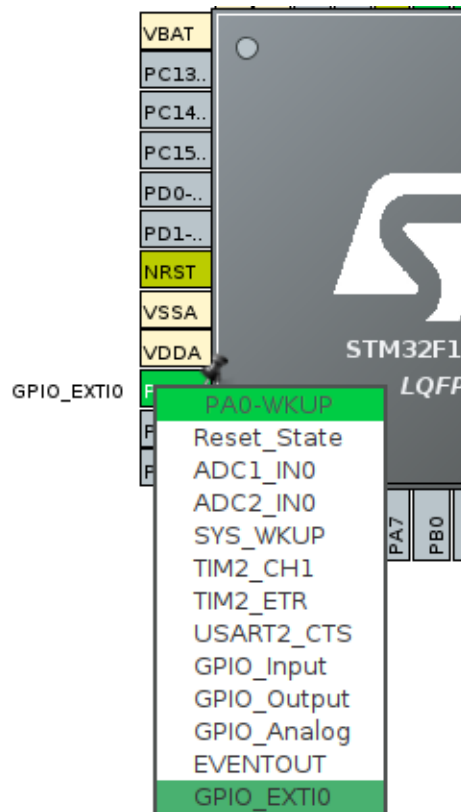 VBAT
PC13..
PC14..
PC15..
PD0-..
PD1-..
NRST
VSSA
VDDA
STM32F1
LQFP
GPIO_EXTI0
PA0-WKUP
Reset_State
ADC1_IN0
ADC2_IN0
SYS_WKUP
TIM2_CH1
TIM2_ETR
USART2_CTS
GPIO_Input
GPIO_Output
GPIO_Analog
EVENTOUT
GPIO_EXTI0
PA7
PB0